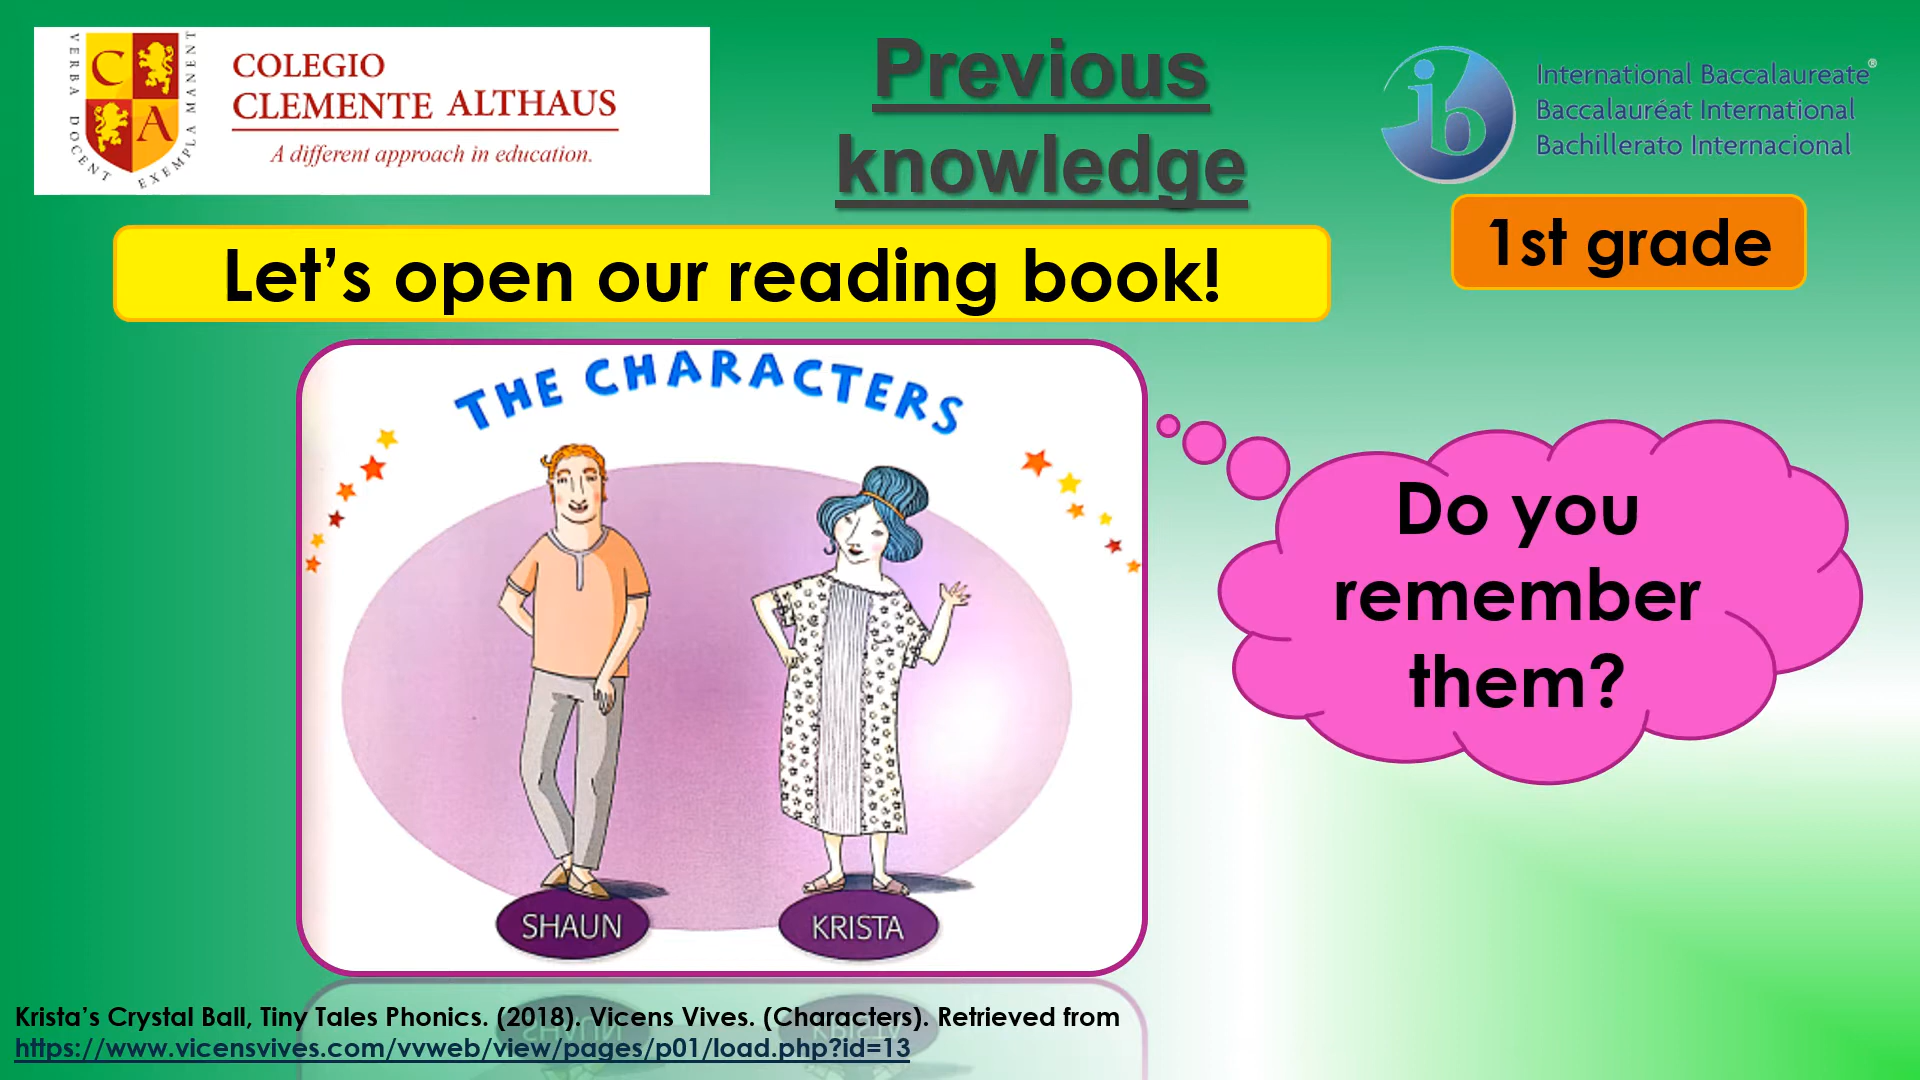 VERBA DOCENT EXEMPLA MANENT
C
A
COLEGIO
CLEMENTE ALTHAUS
A different approach in education.
Previous
knowledge
ib
International Baccalaureate®
Baccalauréat International
Bachillerato Internacional
1st grade
Let’s open our reading book!
THE CHARACTERS
Do you
remember
them?
SHAUN
KRISTA
Krista’s Crystal Ball, Tiny Tales Phonics. (2018). Vicens Vives. (Characters). Retrieved from
https://www.vicensvives.com/vvweb/view/pages/p01/load.php?id=13